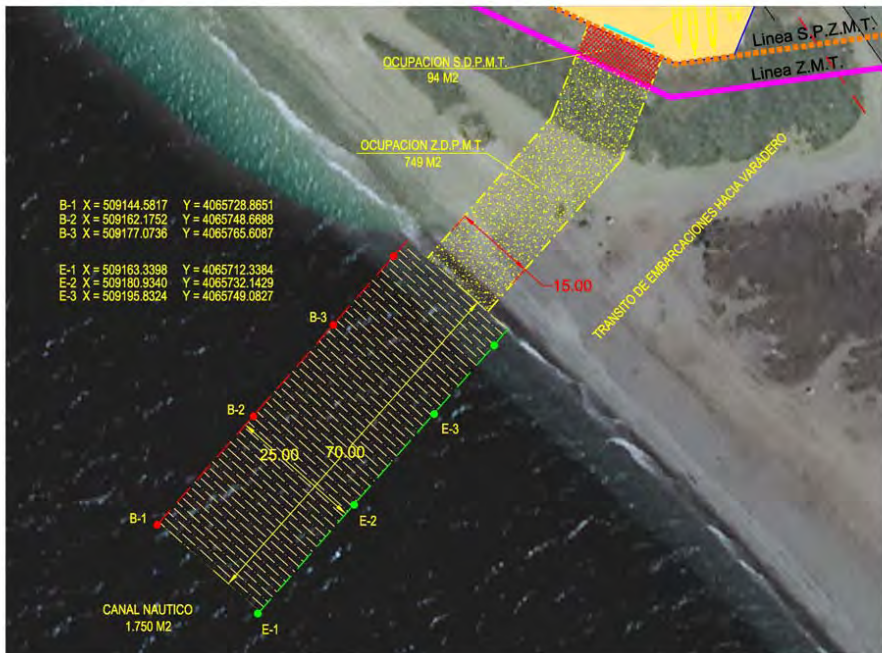 Linea S.P.Z.M.T.
Linea Z.M.T.
OCUPACION S.D.P.M.T.
94 M2
OCUPACION Z.D.P.M.T.
749 M2
TRANSITO DE EMBARCACIONES HACIA VARADERO
B-1 X = 509144.5817 Y = 4065728.8651
B-2 X = 509162.1752 Y = 4065748.6688
B-3 X = 509177.0736 Y = 4065765.6087
E-1 X = 509163.3398 Y = 4065712.3384
E-2 X = 509180.9340 Y = 4065732.1429
E-3 X = 509195.8324 Y = 4065749.0827
15.00
B-3
B-2
25.00
70.00
E-3
B-1
E-2
CANAL NAUTICO
1.750 M2
E-1